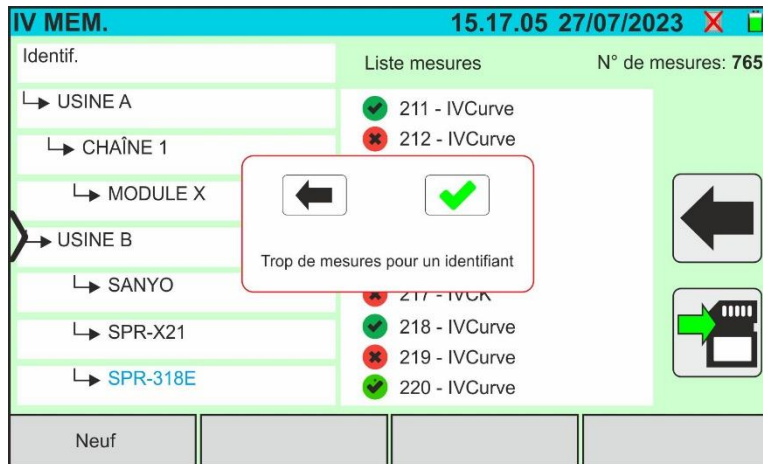 IV MEM.
15.17.05 27/07/2023
Identif.
Liste mesures
N° de mesures: 765
USINE A
CHAÎNE 1
MODULE X
USINE B
SANYO
SPR-X21
SPR-318E
211 - IVCurve
212 - IVCurve
Trop de mesures pour un identifiant
217 - IVCK
218 - IVCurve
219 - IVCurve
220 - IVCurve
Neuf